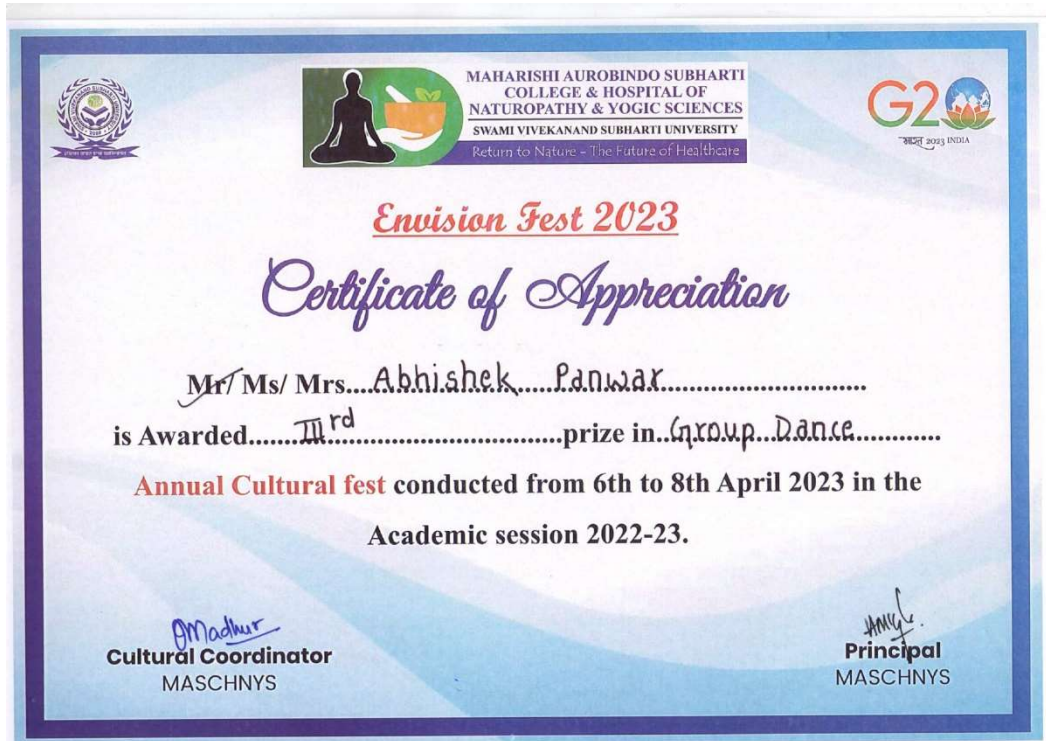 MAHARISHI AUROBINDO SUBHARTI
COLLEGE & HOSPITAL OF
NATUROPATHY & YOGIC SCIENCES
SWAMI VIVEKANAND SUBHARTI UNIVERSITY
Return to Nature - The Future of Healthcare
G20
भारत 2023 INDIA
Envision Fest 2023
Certificate of Appreciation
Mr/ Ms/ Mrs....Abhishek.....Panwar..............................
is Awarded.......IIIrd...............................prize in..Group...Dance............
Annual Cultural fest conducted from 6th to 8th April 2023 in the
Academic session 2022-23.
Madhur
Cultural Coordinator
MASCHNYS
Principal
MASCHNYS